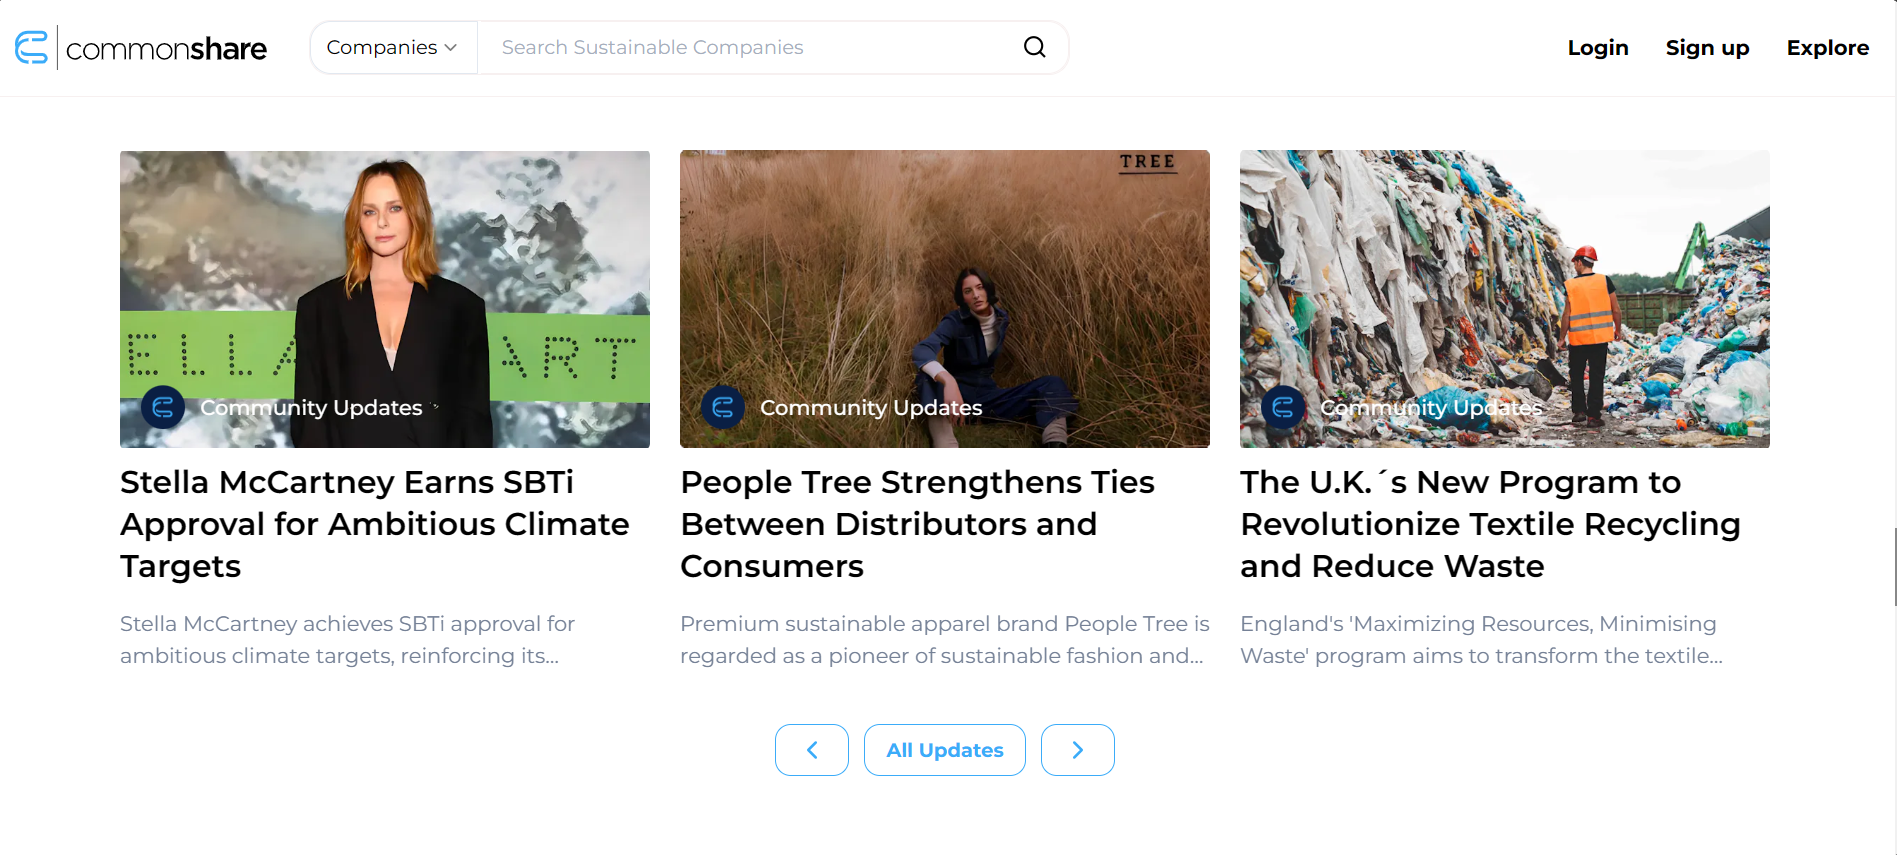 commonshare
Companies
Search Sustainable Companies
Login
Sign up
Explore
ELLA
ART
Community Updates
TREE
Community Updates
Community Updates
Stella McCartney Earns SBTi
Approval for Ambitious Climate
Targets
People Tree Strengthens Ties
Between Distributors and
Consumers
The U.K.´s New Program to
Revolutionize Textile Recycling
and Reduce Waste
Stella McCartney achieves SBTi approval for
ambitious climate targets, reinforcing its...
Premium sustainable apparel brand People Tree is
regarded as a pioneer of sustainable fashion and...
England's 'Maximizing Resources, Minimising
Waste' program aims to transform the textile...
All Updates